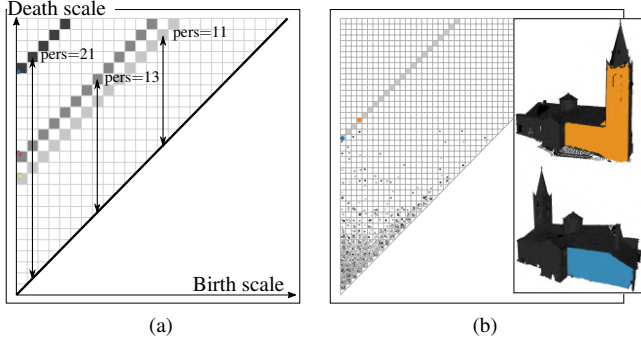 Death scale
pers=21
pers=11
pers=13
Birth scale
(a)
(b)